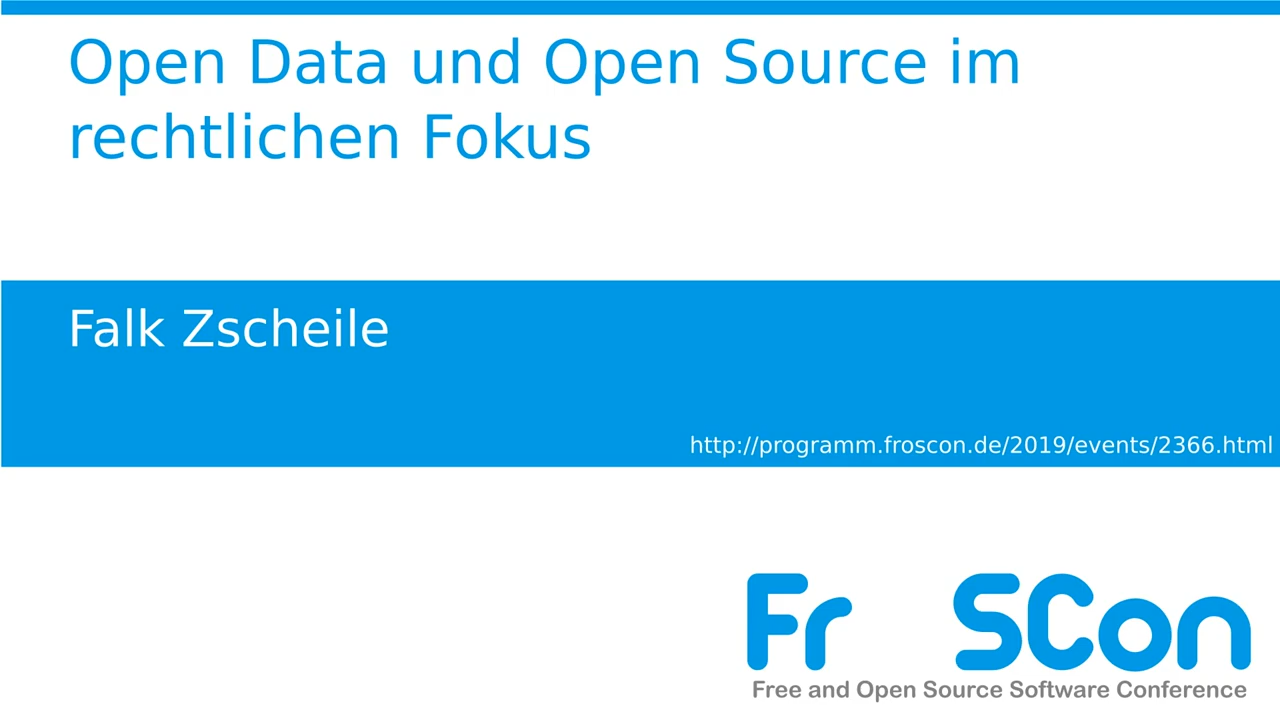 Open Data und Open Source im
rechtlichen Fokus
Falk Zscheile
http://programm.froscon.de/2019/events/2366.html
Fr SCon
Free and Open Source Software Conference